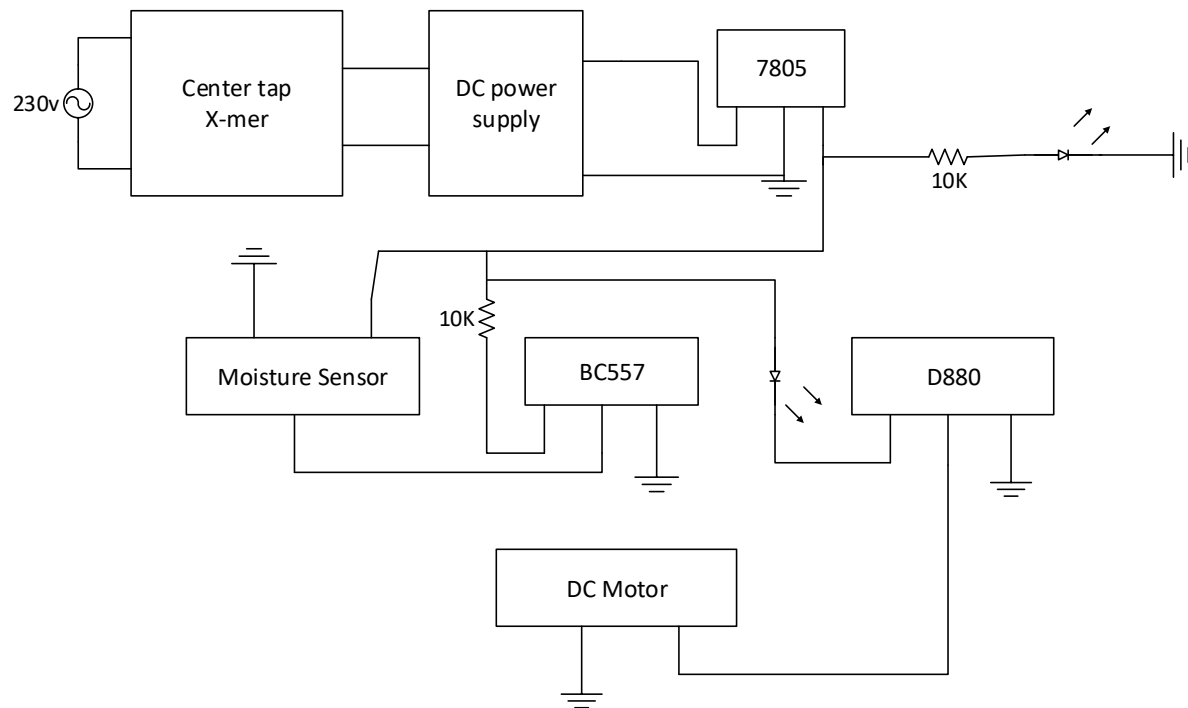 230v
Center tap
X-mer
DC power
supply
7805
10K
10K
Moisture Sensor
BC557
D880
DC Motor